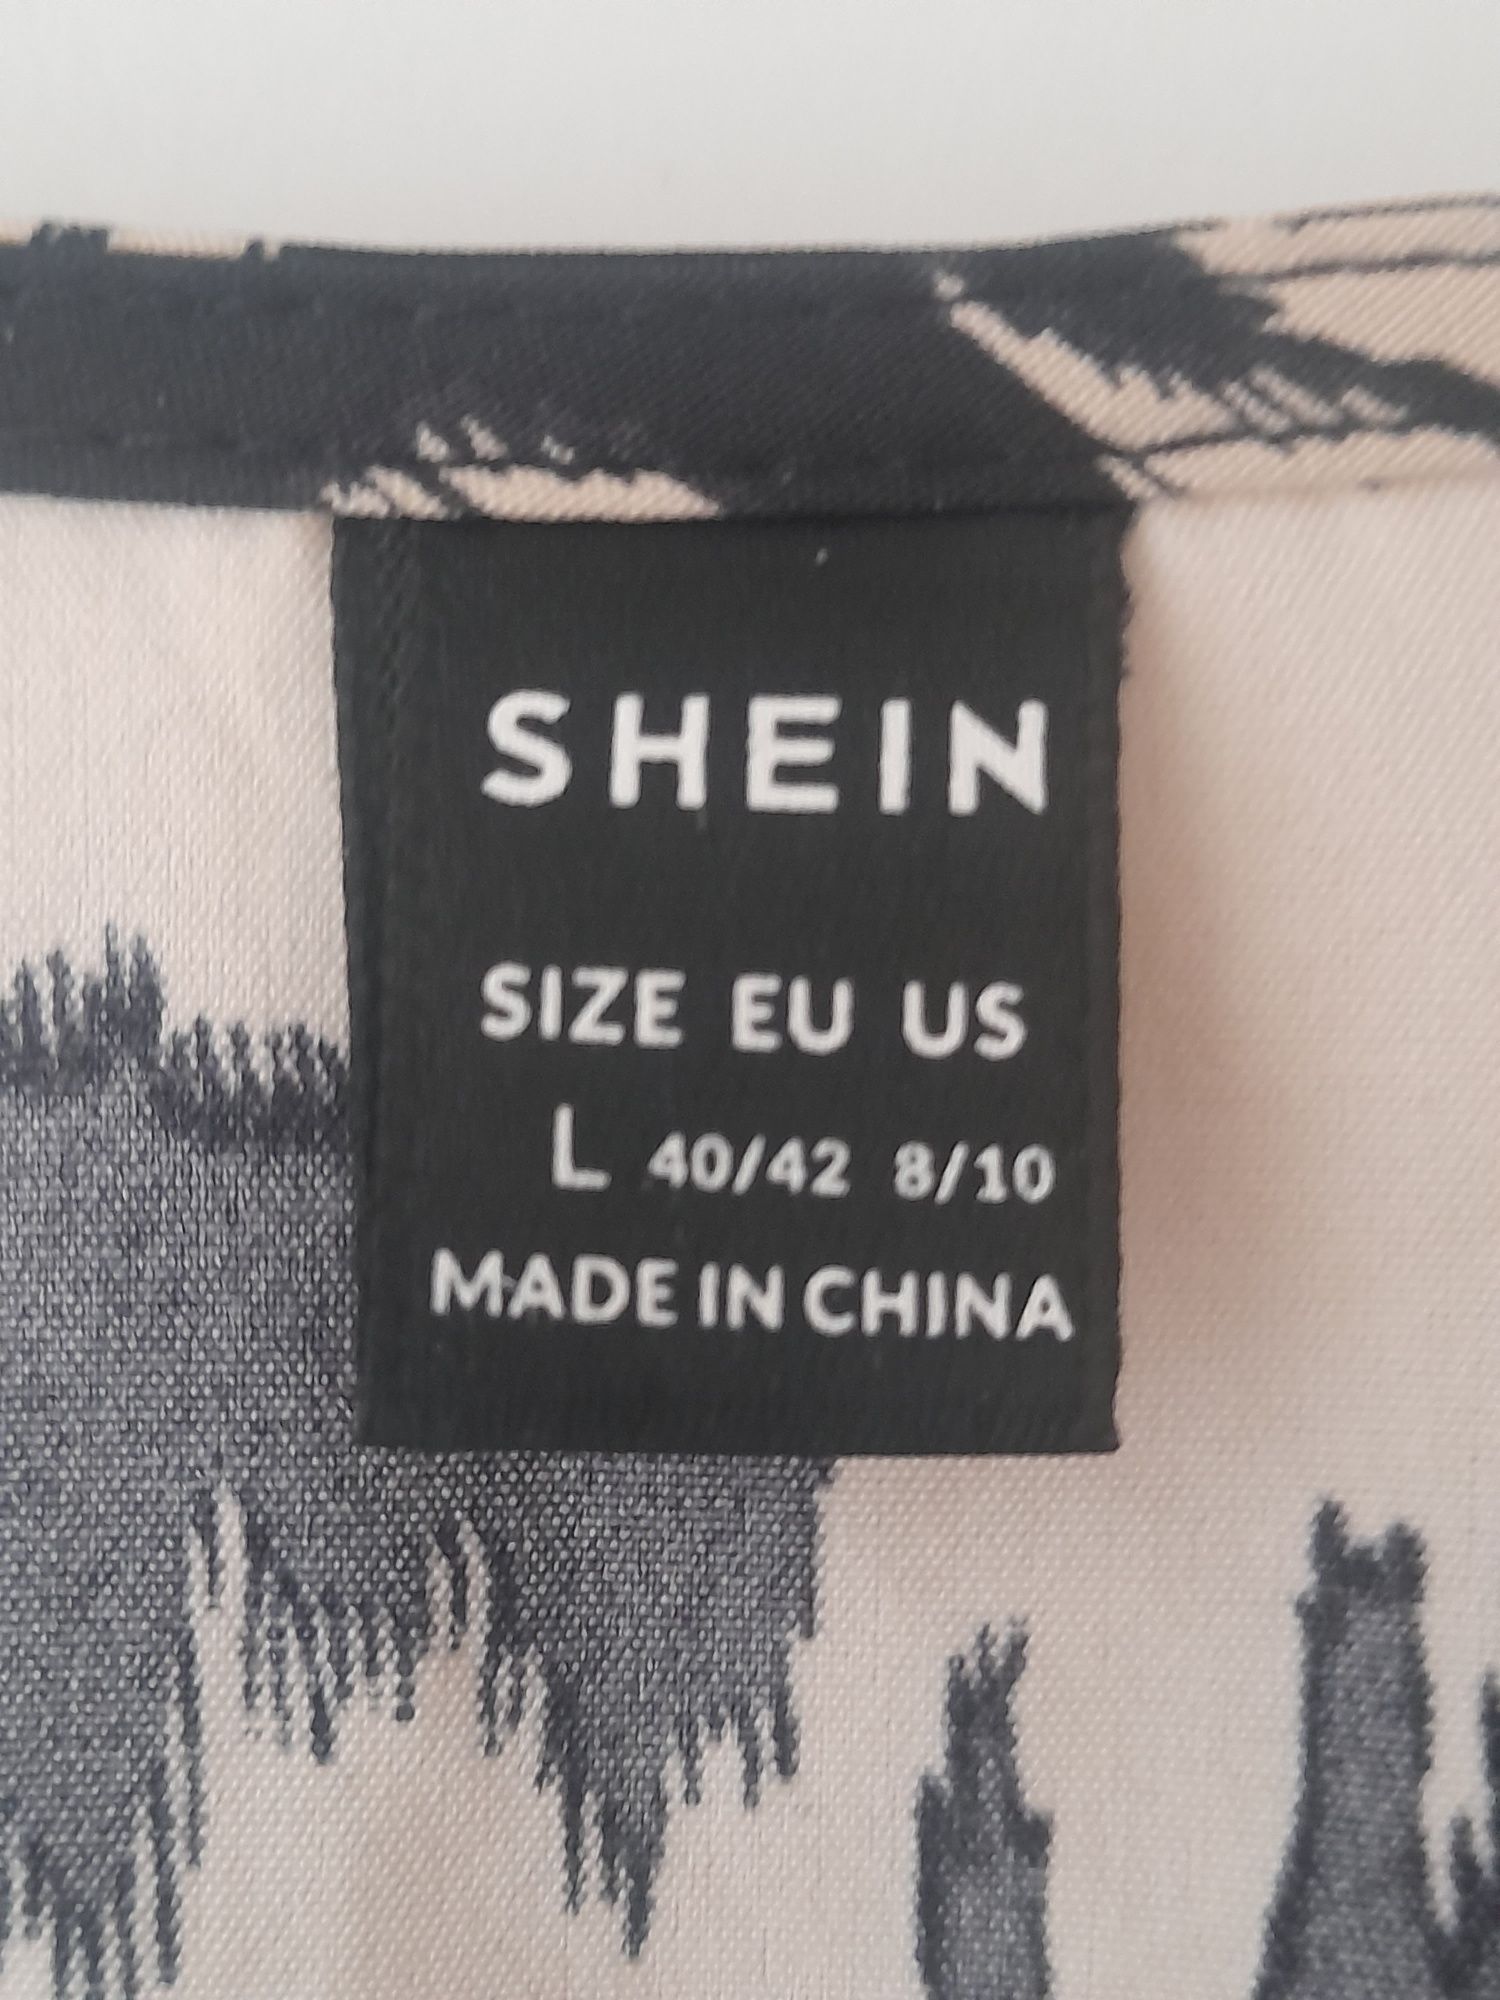 SHEIN
SIZE EU US
L 40/42 8/10
MADE IN CHINA